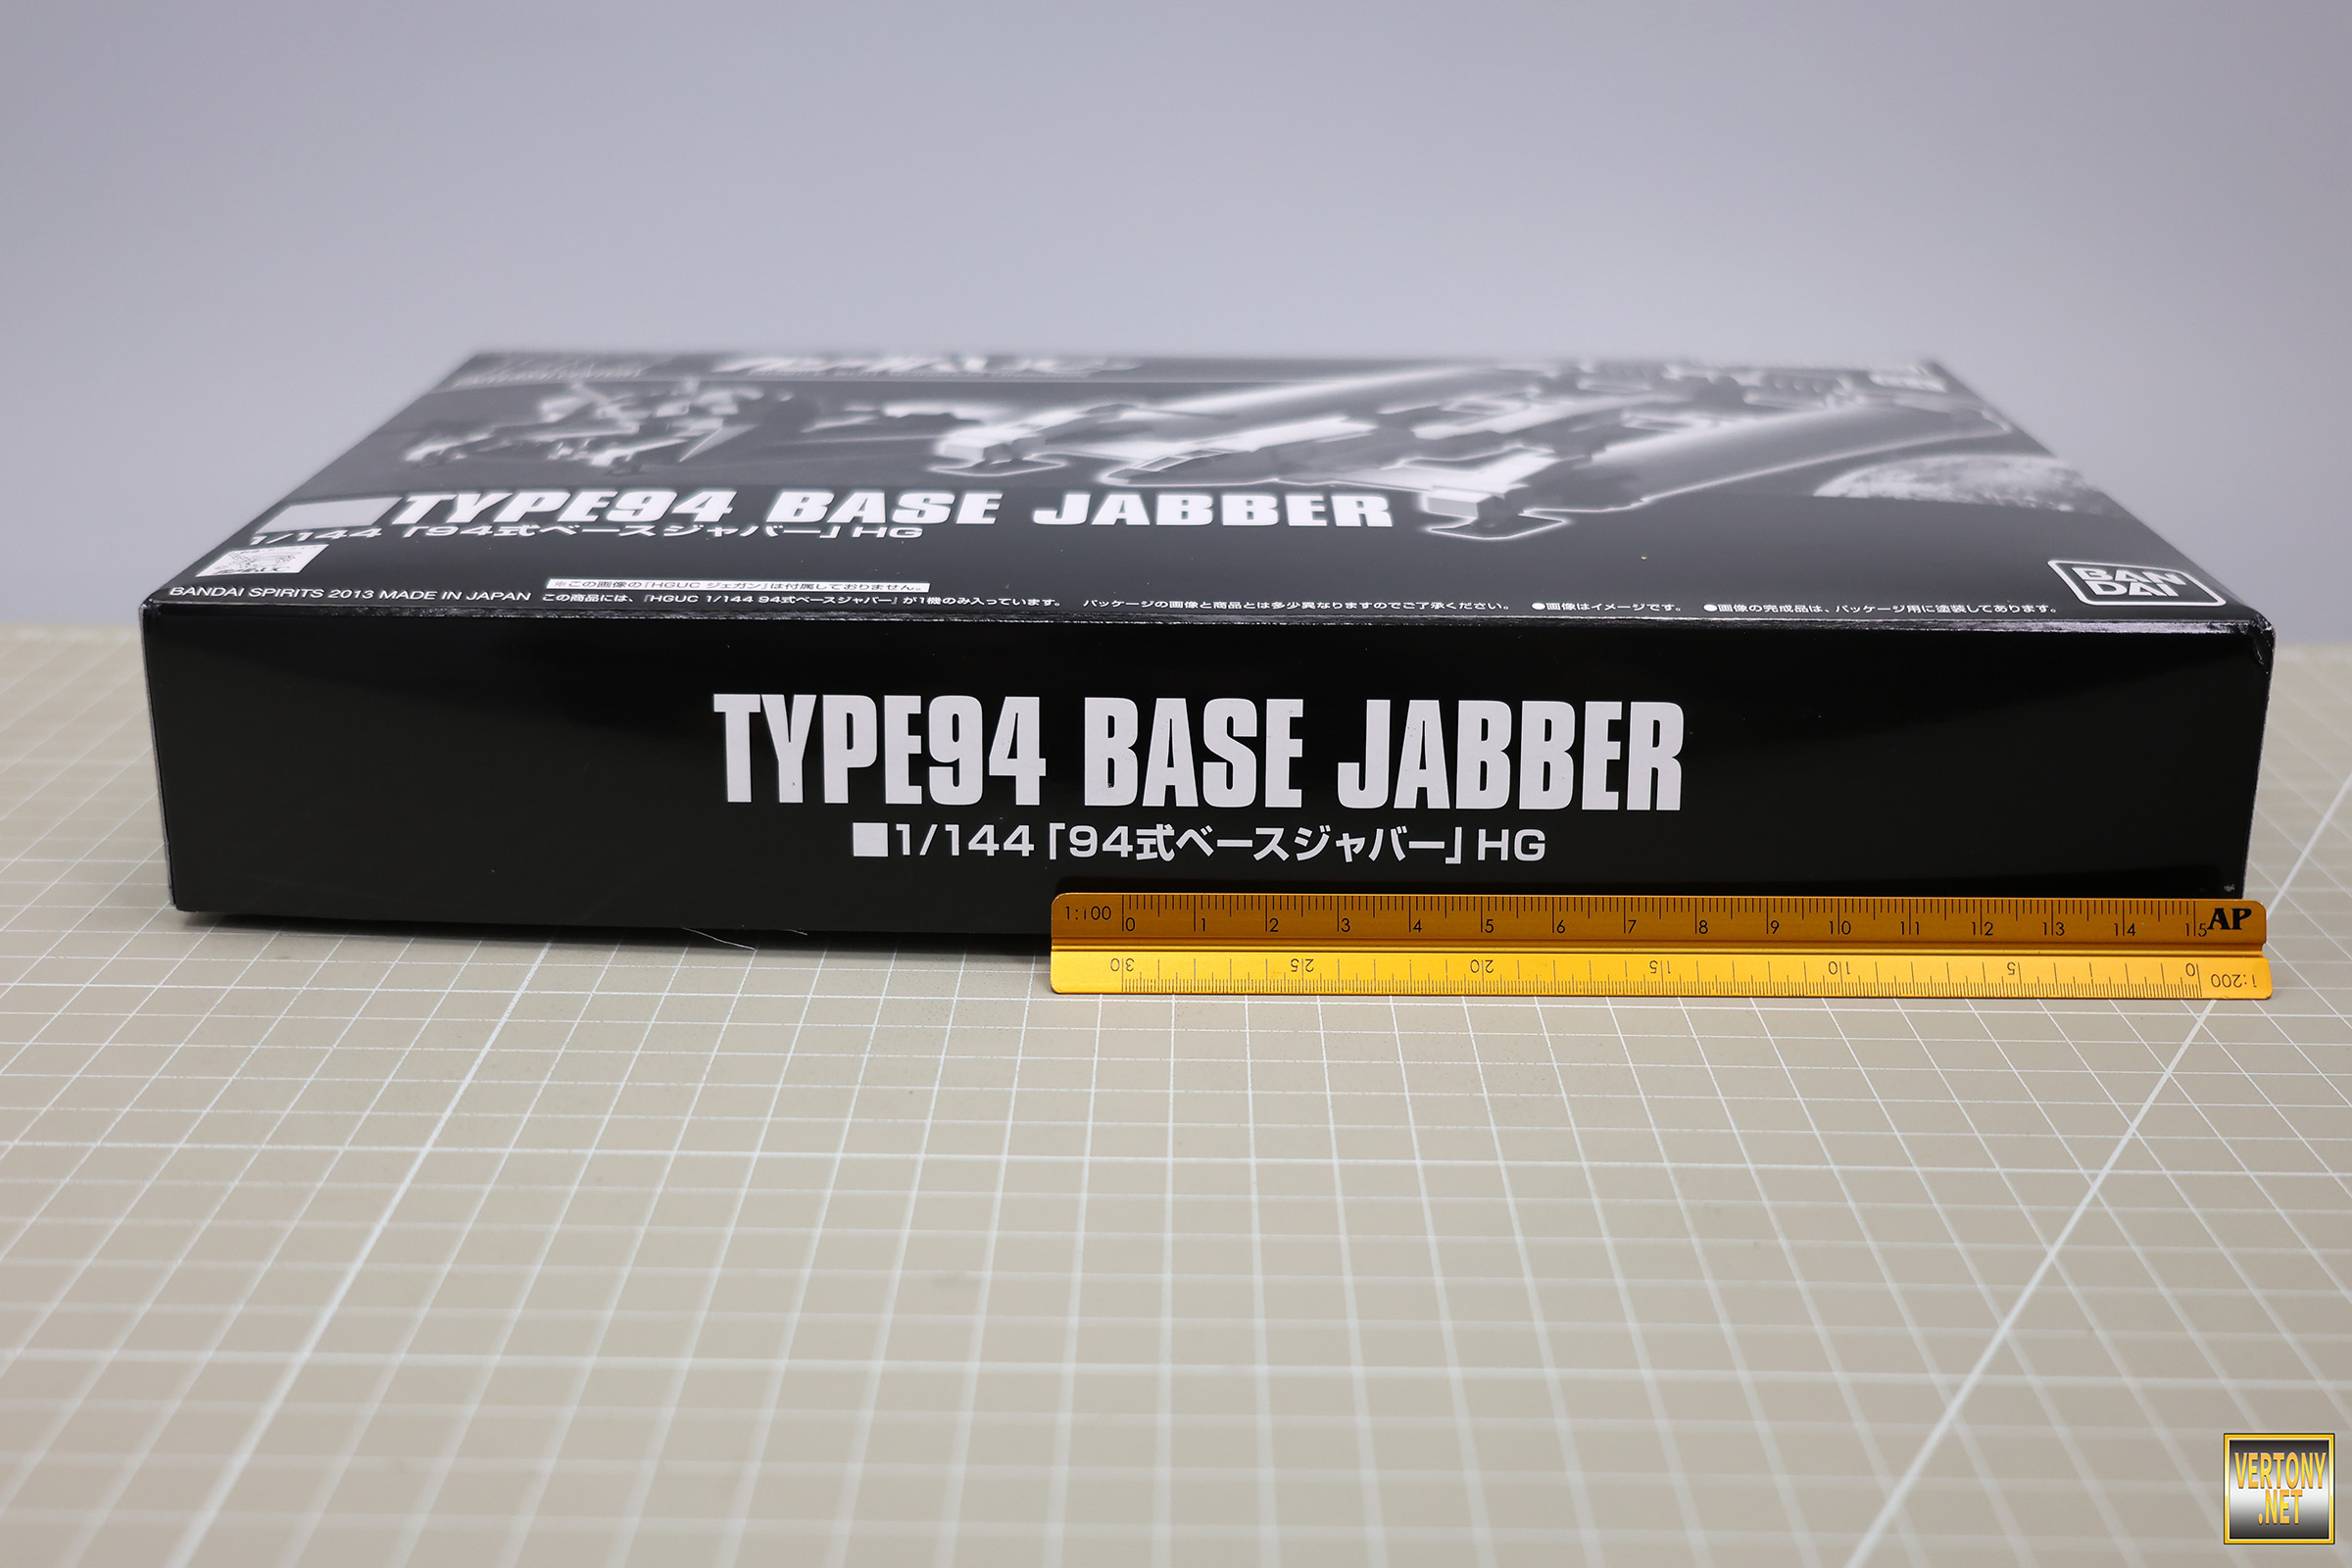 TYPE94 BASE JABBER
1/144「94式ベースジャバー」HG
※この画像の『HGUC ジェガン』は付属しておりません。
BANDAI SPIRITS 2013 MADE IN JAPAN
この商品には、『HGUC 1/144 94式ベースジャバー』が1機のみ入っています。
パッケージの画像と商品とは多少異なりますのでご了承ください。 ●画像はイメージです。 ●画像の完成品は、パッケージ用に塗装してあります。
BAN
DAI
TYPE94 BASE JABBER
■1/144「94式ベースジャバー」HG
1:100 0 1 2 3 4 5 6 7 8 9 10 11 12 13 14 15 AP
30 25 20 15 10 5 0 1:200
VERTONY
.NET